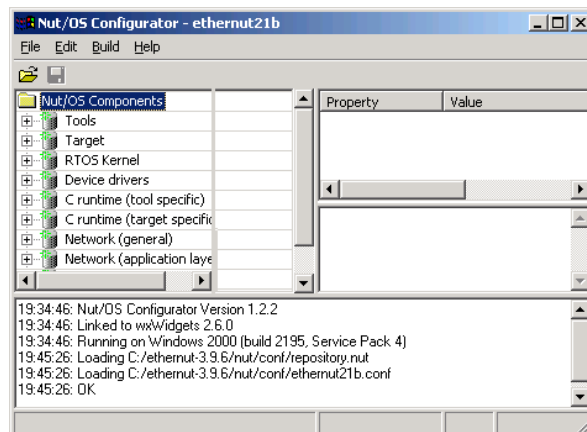 Nut/OS Configurator - ethernut21b
File Edit Build Help
Nut/OS Components
Tools
Target
RTOS Kernel
Device drivers
C runtime (tool specific)
C runtime (target specific
Network (general)
Network (application laye
Property Value
19:34:46: Nut/OS Configurator Version 1.2.2
19:34:46: Linked to wxWidgets 2.6.0
19:34:46: Running on Windows 2000 (build 2195, Service Pack 4)
19:45:26: Loading C:/ethernut-3.9.6/nut/conf/repository.nut
19:45:26: Loading C:/ethernut-3.9.6/nut/conf/ethernut21b.conf
19:45:26: OK